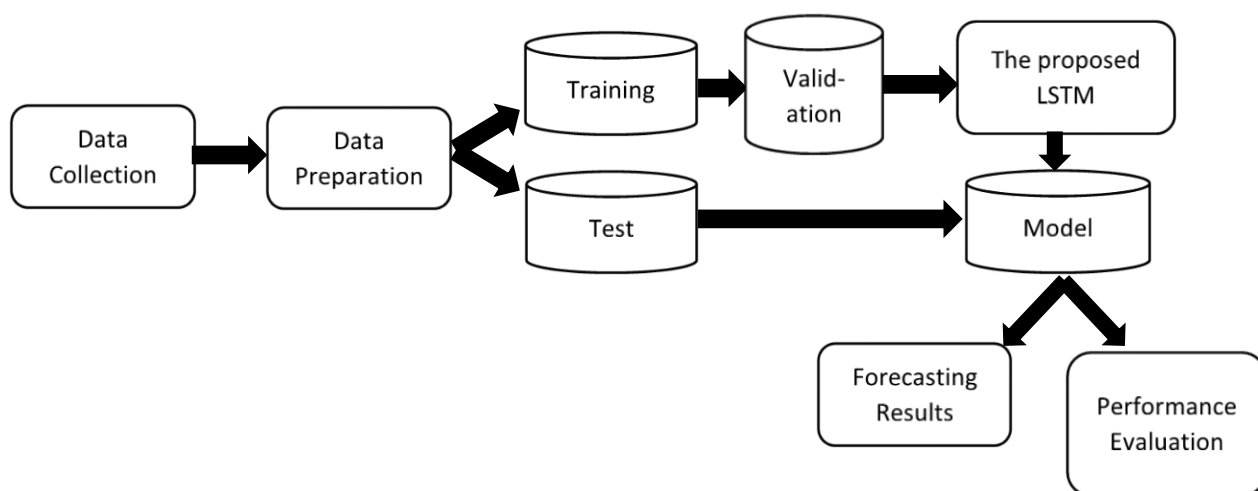 Data
Collection
Data
Preparation
Training
Valid-
ation
The proposed
LSTM
Test
Model
Forecasting
Results
Performance
Evaluation